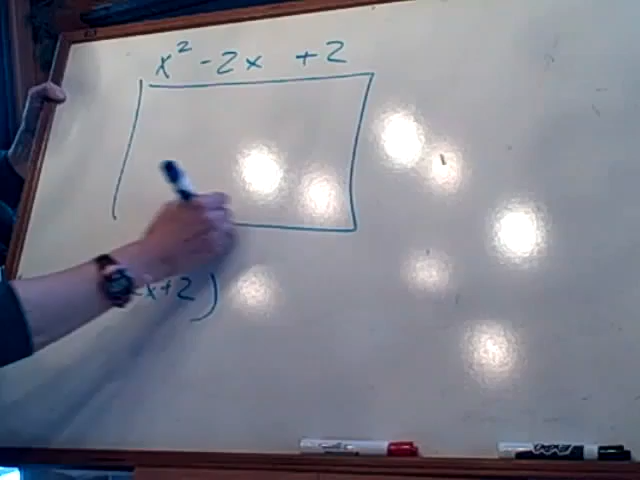 x² -2x +2
x+2)